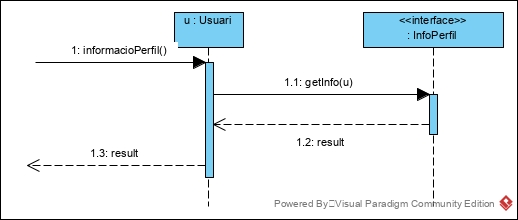 u : Usuari
<<interface>>
: InfoPerfil
1: informacioPerfil()
1.1: getInfo(u)
1.2: result
1.3: result
Powered By Visual Paradigm Community Edition